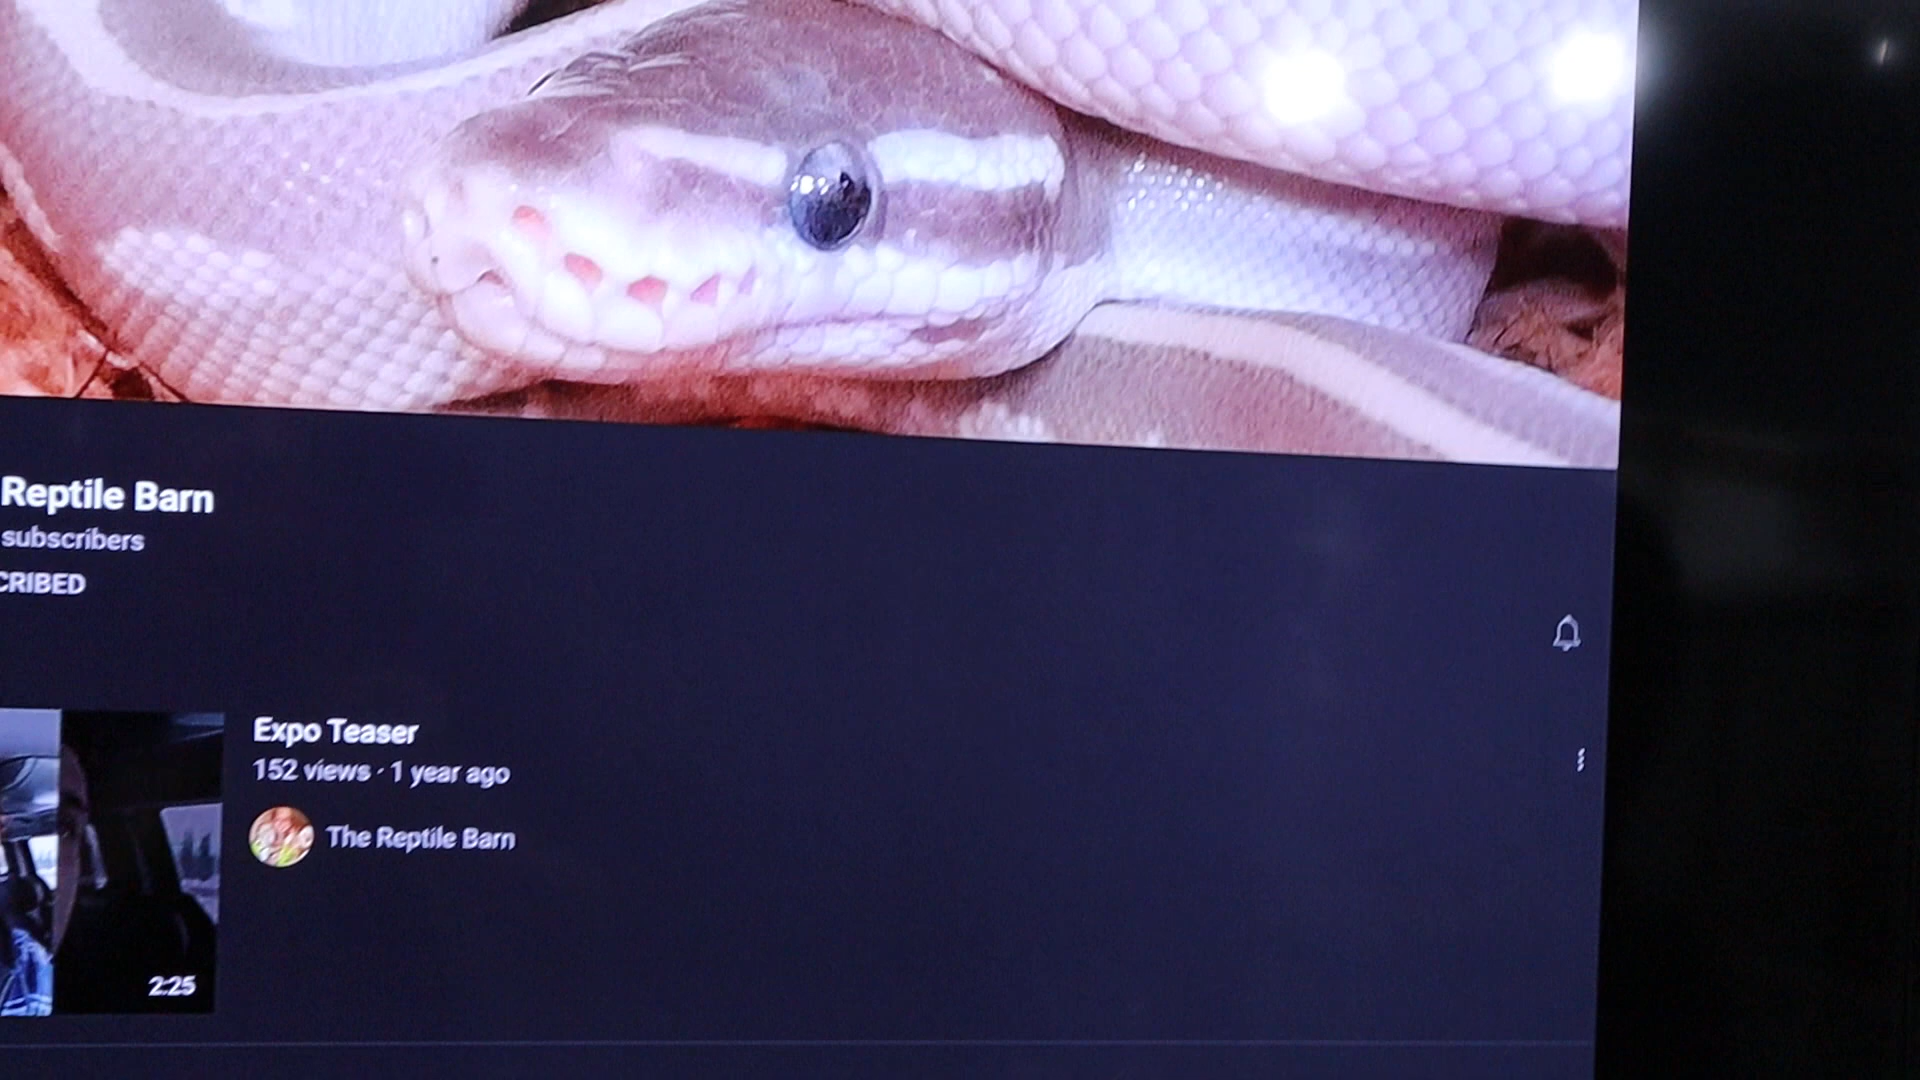 Reptile Barn
subscribers
CRIBED
Expo Teaser
152 views · 1 year ago
The Reptile Barn
2:25